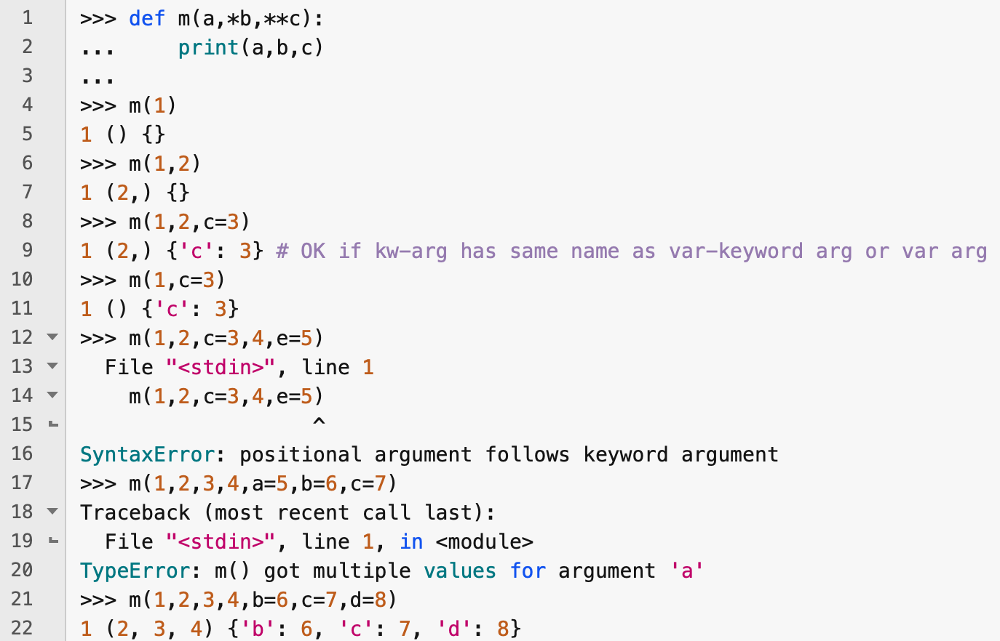 1 >>> def m(a,*b,**c):
2 ...     print(a,b,c)
3 ...
4 >>> m(1)
5 1 () {}
6 >>> m(1,2)
7 1 (2,) {}
8 >>> m(1,2,c=3)
9 1 (2,) {'c': 3} # OK if kw-arg has same name as var-keyword arg or var arg
10 >>> m(1,c=3)
11 1 () {'c': 3}
12 >>> m(1,2,c=3,4,e=5)
13   File "<stdin>", line 1
14     m(1,2,c=3,4,e=5)
15                    ^
16 SyntaxError: positional argument follows keyword argument
17 >>> m(1,2,3,4,a=5,b=6,c=7)
18 Traceback (most recent call last):
19   File "<stdin>", line 1, in <module>
20 TypeError: m() got multiple values for argument 'a'
21 >>> m(1,2,3,4,b=6,c=7,d=8)
22 1 (2, 3, 4) {'b': 6, 'c': 7, 'd': 8}